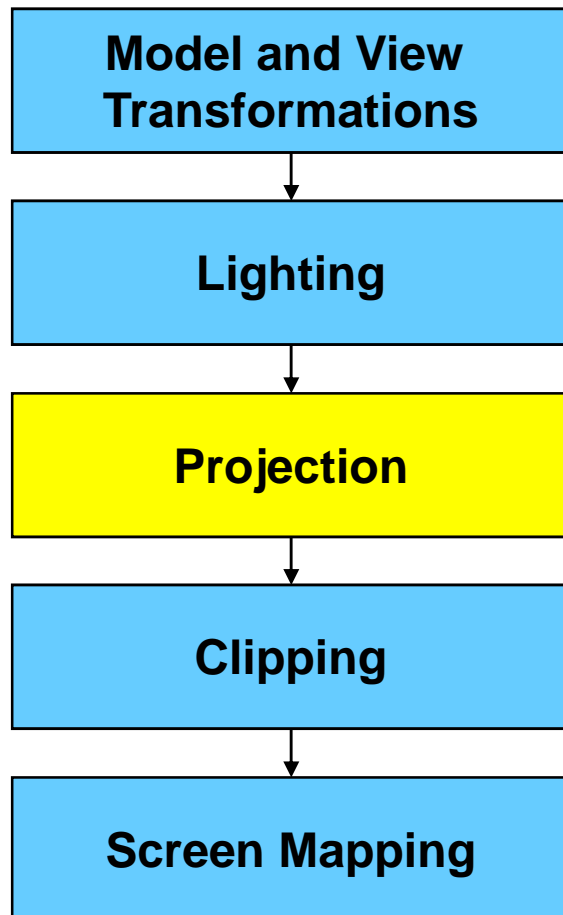 Model and View
Transformations
Lighting
Projection
Clipping
Screen Mapping